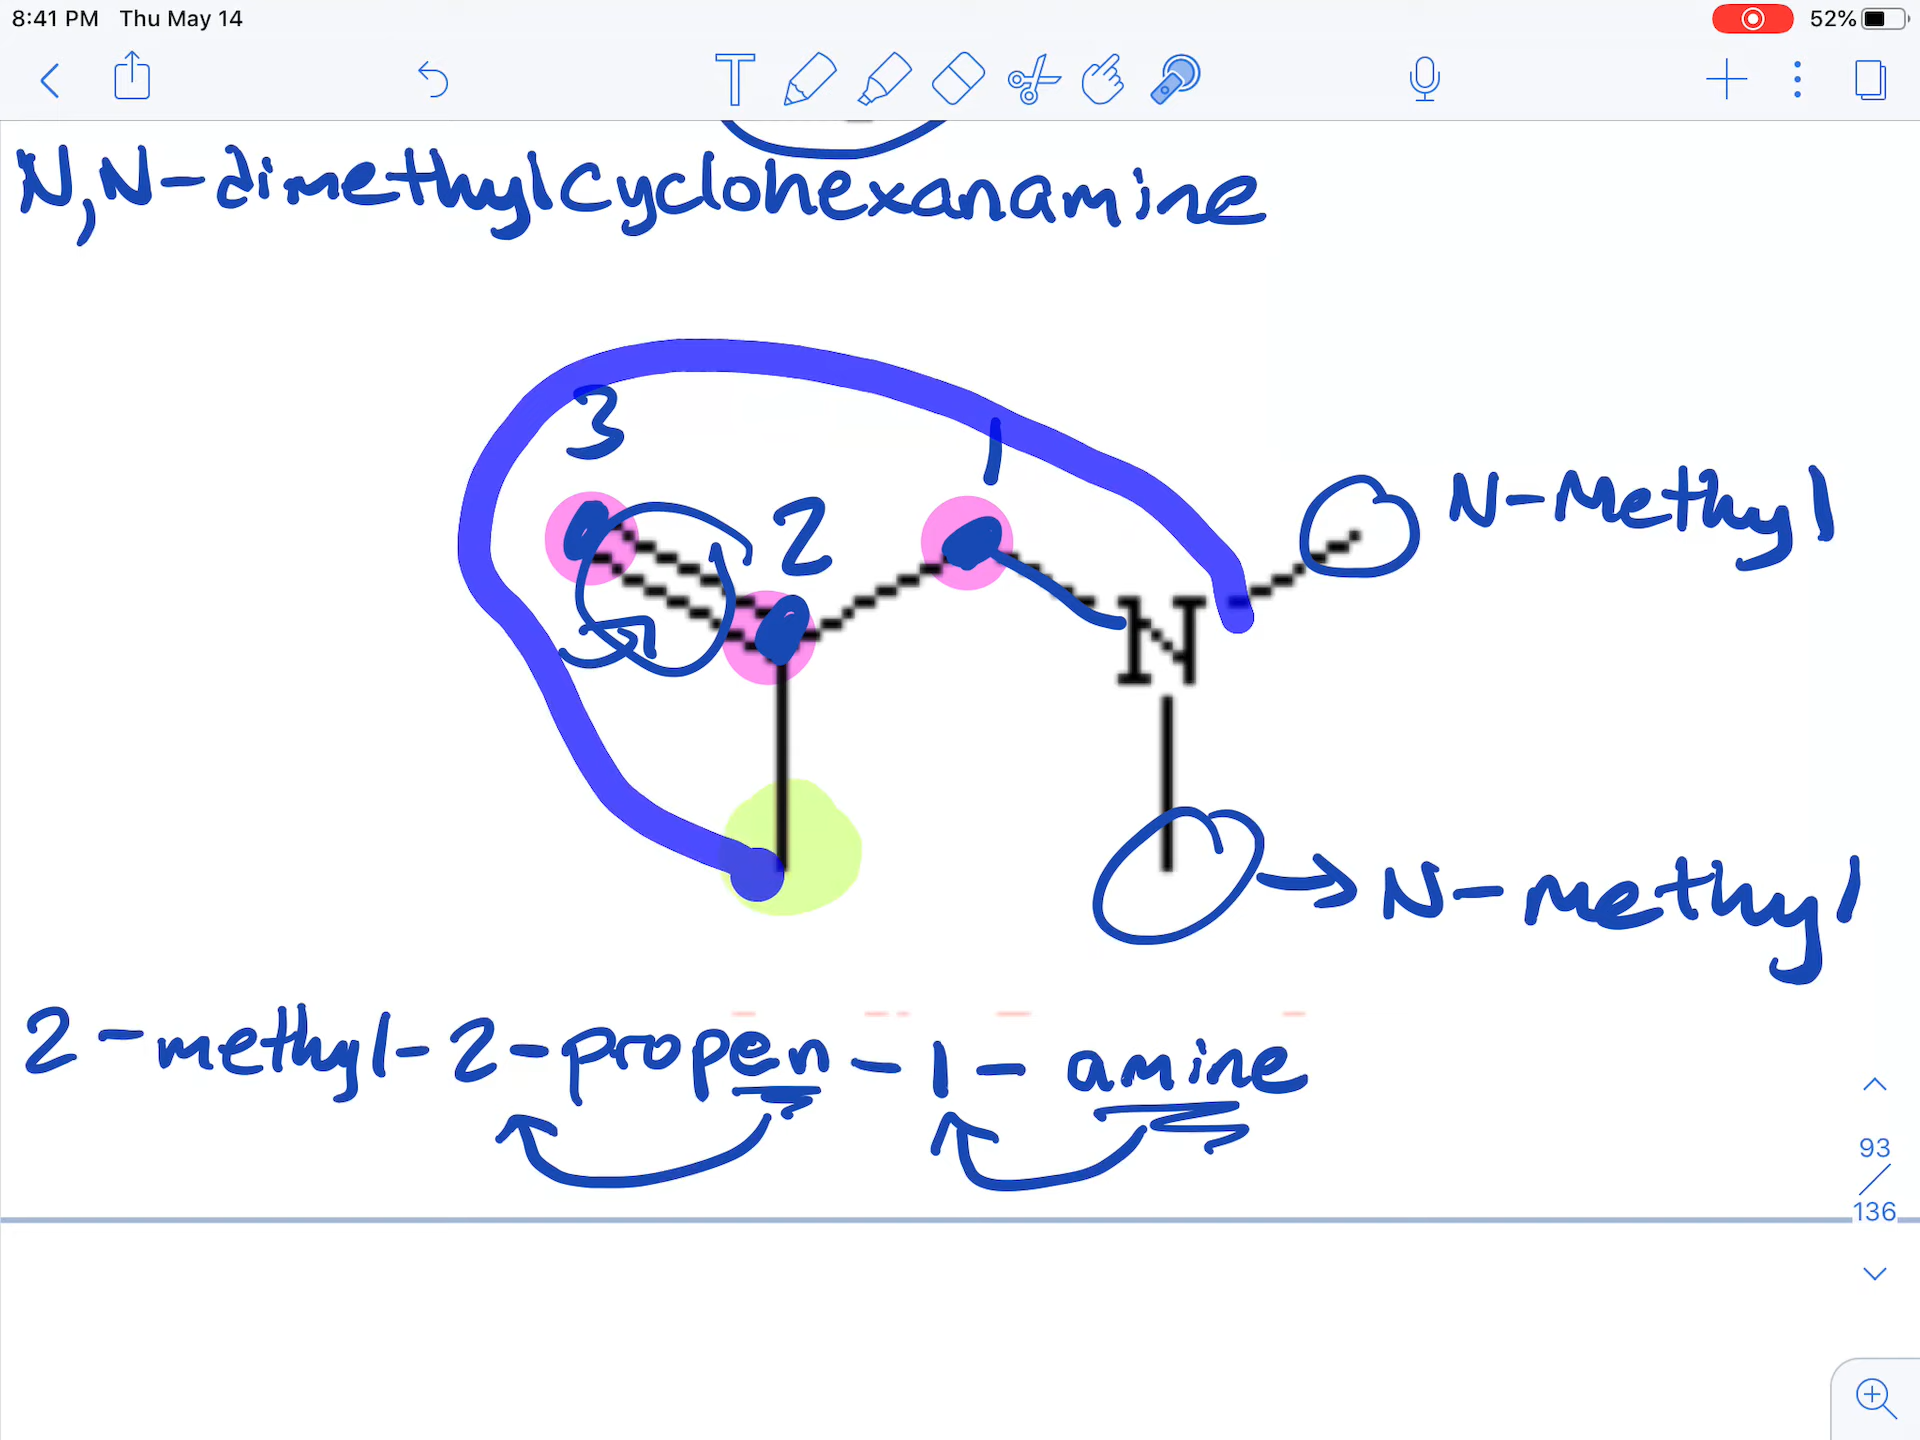 8:41 PM Thu May 14
52%
N,N-dimethylcyclohexanamine
3
1
2
N-Methyl
N
N-methyl
2-methyl-2-propen-1-amine
93
136